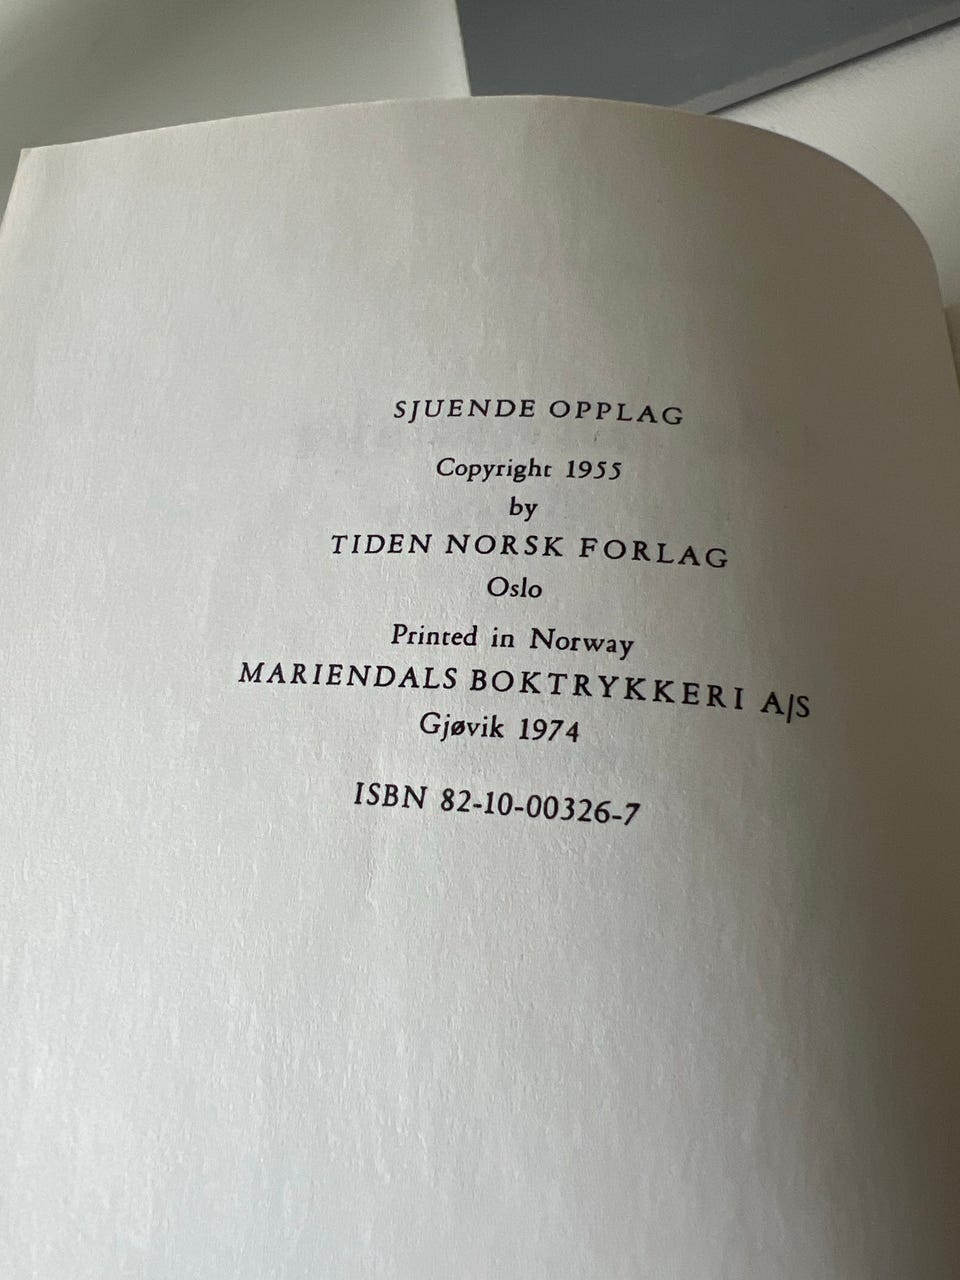 SJUENDE OPPLAG
Copyright 1955
by
TIDEN NORSK FORLAG
Oslo
Printed in Norway
MARIENDALS BOKTRYKKERI A/S
Gjøvik 1974
ISBN 82-10-00326-7